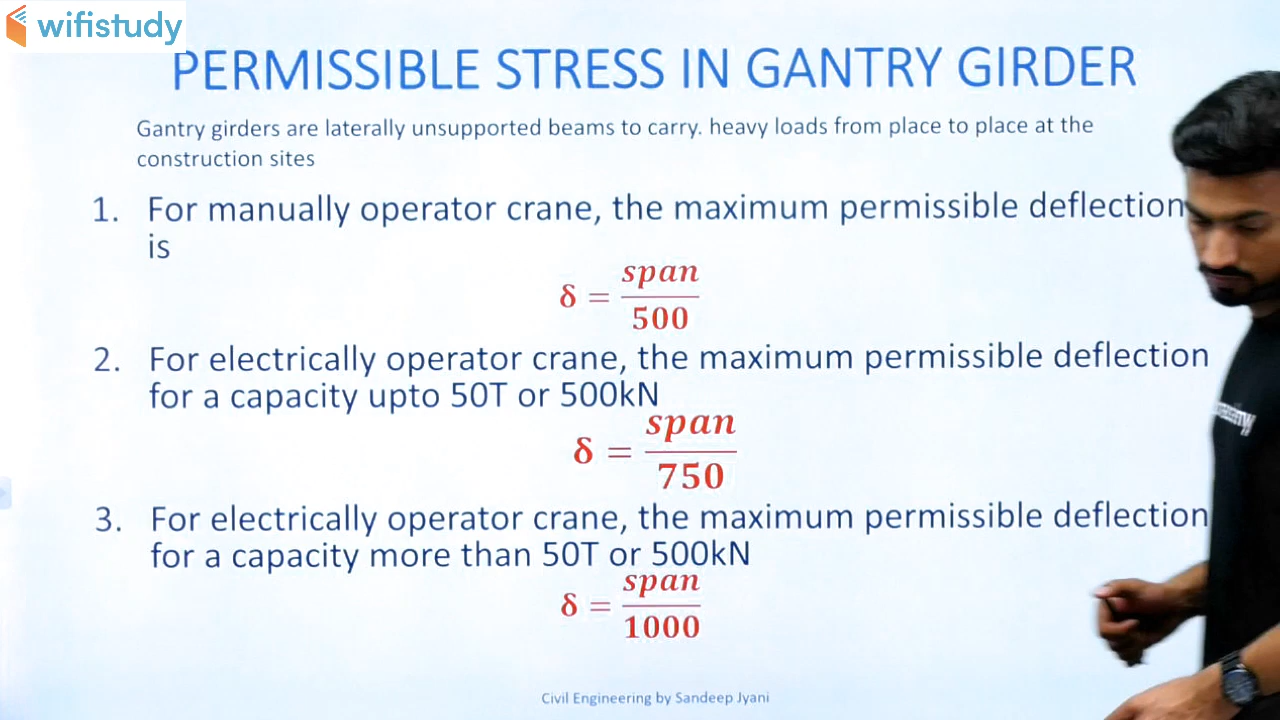 wifistudy
PERMISSIBLE STRESS IN GANTRY GIRDER
Gantry girders are laterally unsupported beams to carry. heavy loads from place to place at the
construction sites
1. For manually operator crane, the maximum permissible deflection
is
δ = span/500
2. For electrically operator crane, the maximum permissible deflection
for a capacity upto 50T or 500kN
δ = span/750
3. For electrically operator crane, the maximum permissible deflection
for a capacity more than 50T or 500kN
δ = span/1000
Civil Engineering by Sandeep Jyani